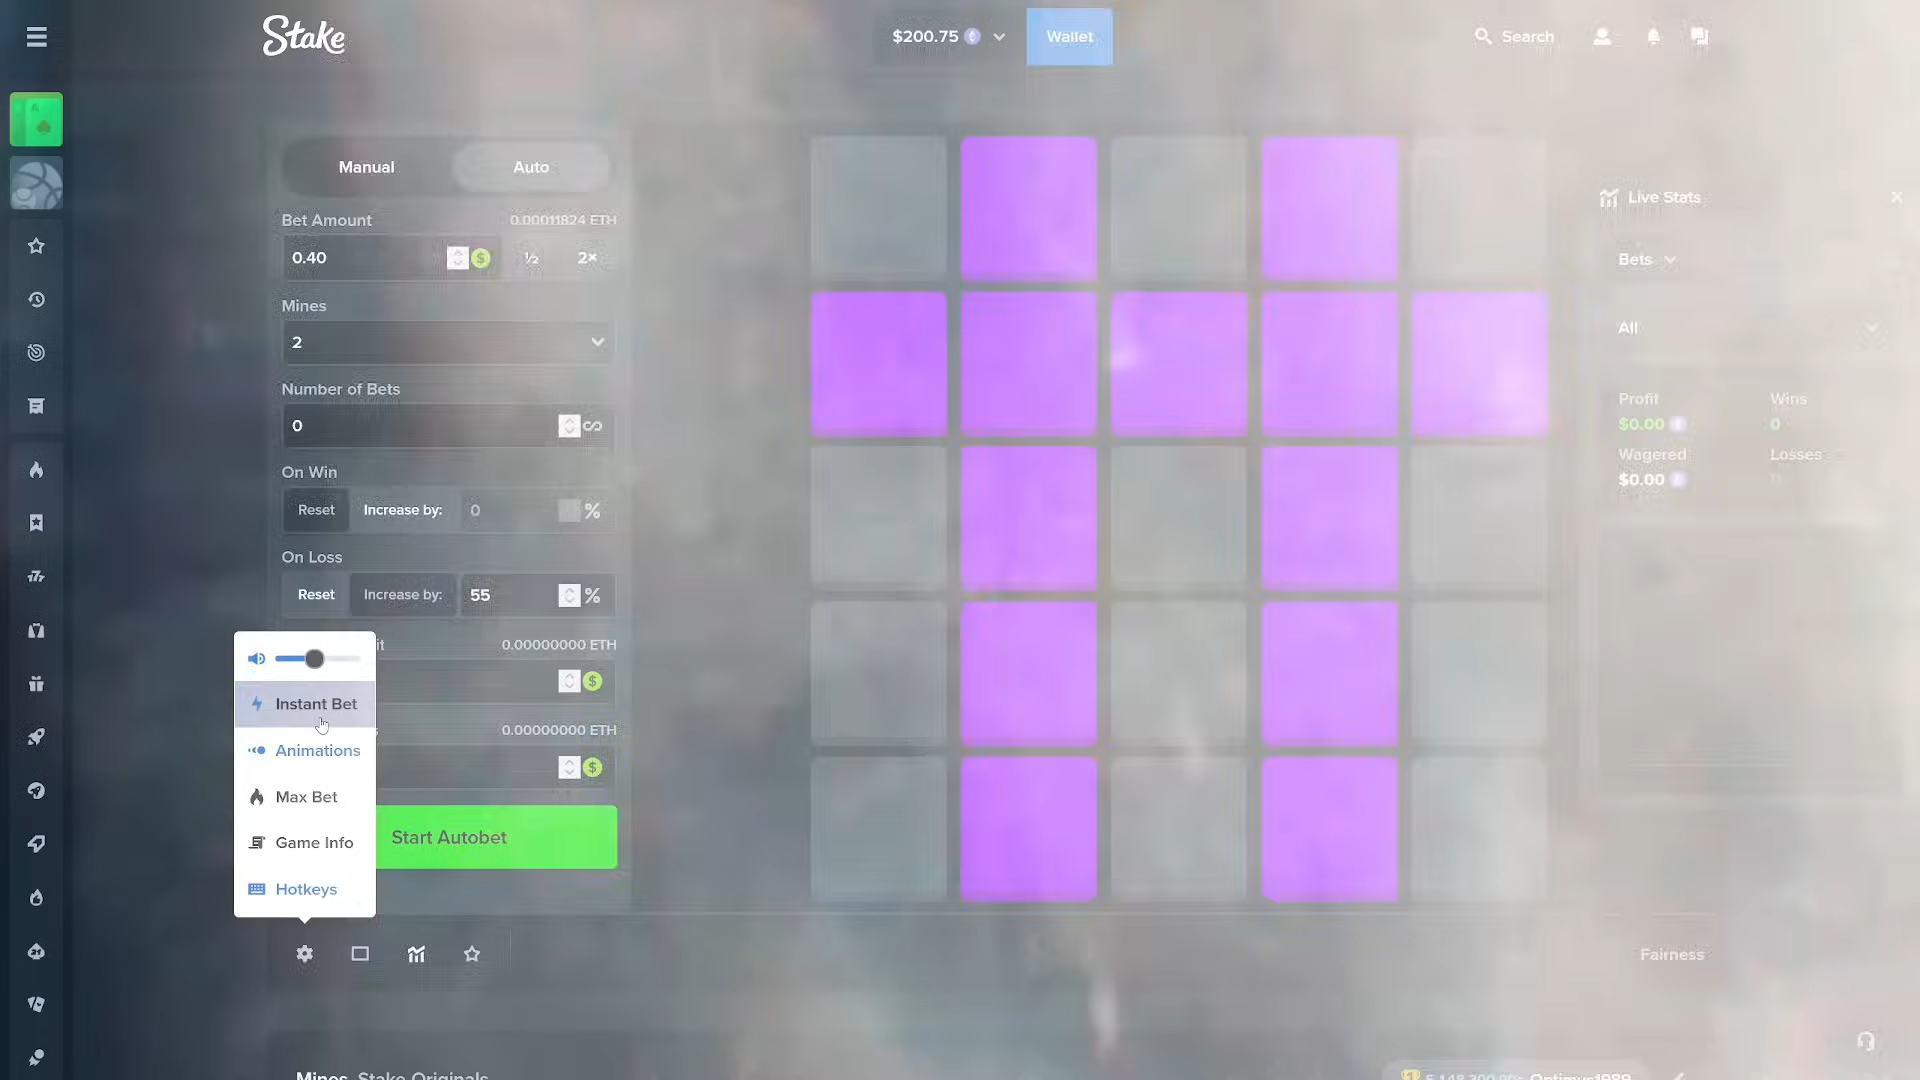 Stake
$200.75
Wallet
Search
Manual
Auto
Bet Amount
0.00011824 ETH
0.40
$
½
2×
Mines
2
Number of Bets
0
On Win
Reset
Increase by:
0
%
On Loss
Reset
Increase by:
55
%
it
0.00000000 ETH
$
Instant Bet
s
0.00000000 ETH
$
Animations
Max Bet
Start Autobet
Game Info
Hotkeys
Live Stats
Bets
All
Profit
Wins
$0.00
0
Wagered
Losses
$0.00
Fairness
Mines
Stake Originals
Optimus1989